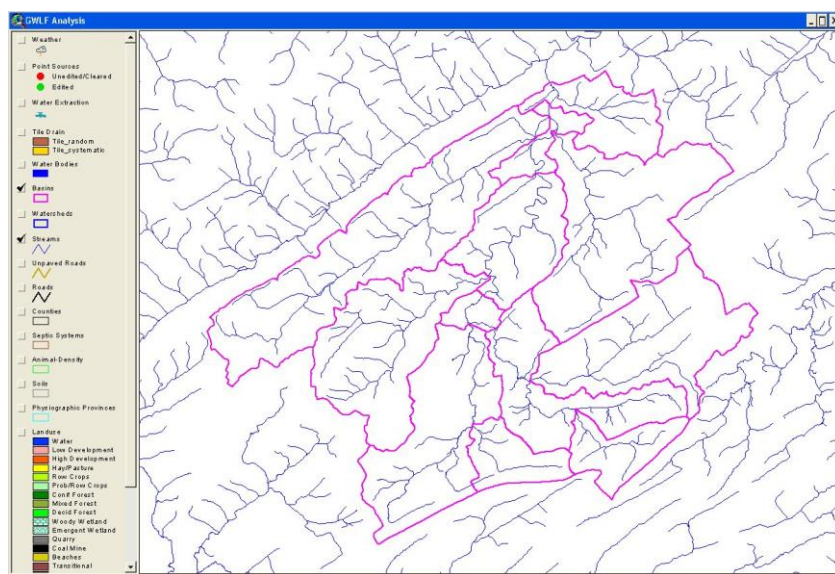 GWLF Analysis
Weather
Point Sources
Unedited/Cleared
Edited
Water Extraction
Tile Drain
Tile_random
Tile_systematic
Water Bodies
Basins
Watersheds
Streams
Unpaved Roads
Roads
Counties
Septic Systems
Animal-Density
Soils
Physiographic Provinces
Landuse
Water
Low Development
High Development
Hay/Pasture
Row Crops
Prob/Row Crops
Conif Forest
Mixed Forest
Decid Forest
Woody Wetland
Emergent Wetland
Quarry
Coal Mine
Beaches
Transitional